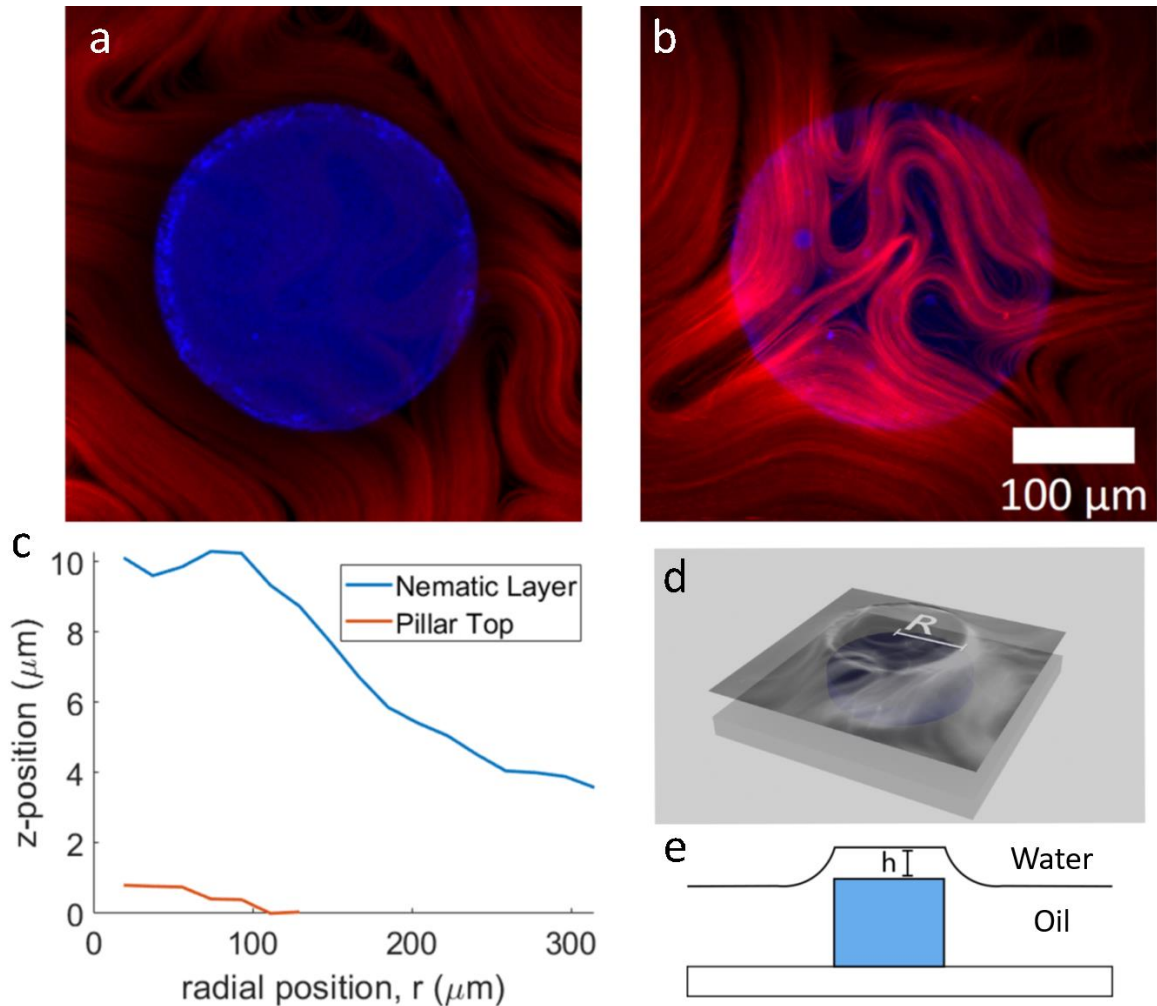 a
b
100 µm
c
10
8
6
4
2
0
z-position (µm)
Nematic Layer
Pillar Top
0
100
200
300
radial position, r (µm)
d
R
e
h
Water
Oil